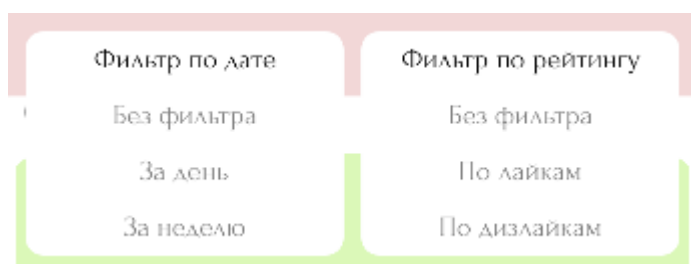 Фильтр по дате
Без фильтра
За день
За неделю
Фильтр по рейтингу
Без фильтра
По лайкам
По дизлайкам